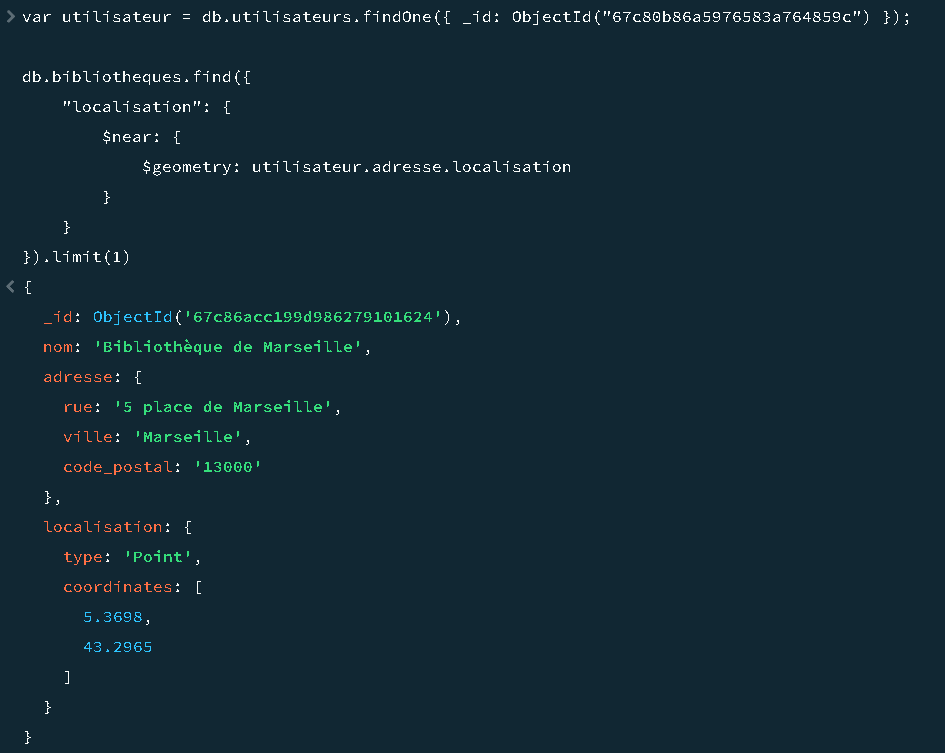 > var utilisateur = db.utilisateurs.findOne({ _id: ObjectId("67c80b86a5976583a764859c") });
db.bibliotheques.find({
"localisation": {
$near: {
$geometry: utilisateur.adresse.localisation
}
}
}).limit(1)
< {
_id: ObjectId('67c86acc199d986279101624'),
nom: 'Bibliothèque de Marseille',
adresse: {
rue: '5 place de Marseille',
ville: 'Marseille',
code_postal: '13000'
},
localisation: {
type: 'Point',
coordinates: [
5.3698,
43.2965
]
}
}